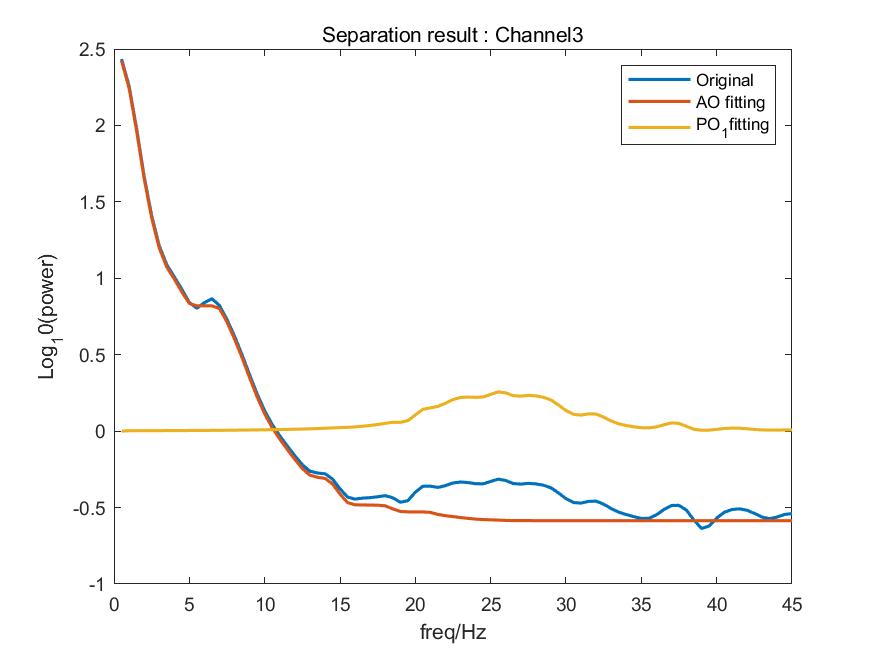 Separation result : Channel3
Original
AO fitting
PO1fitting
Log10(power)
2.5
2
1.5
1
0.5
0
-0.5
-1
0 5 10 15 20 25 30 35 40 45
freq/Hz